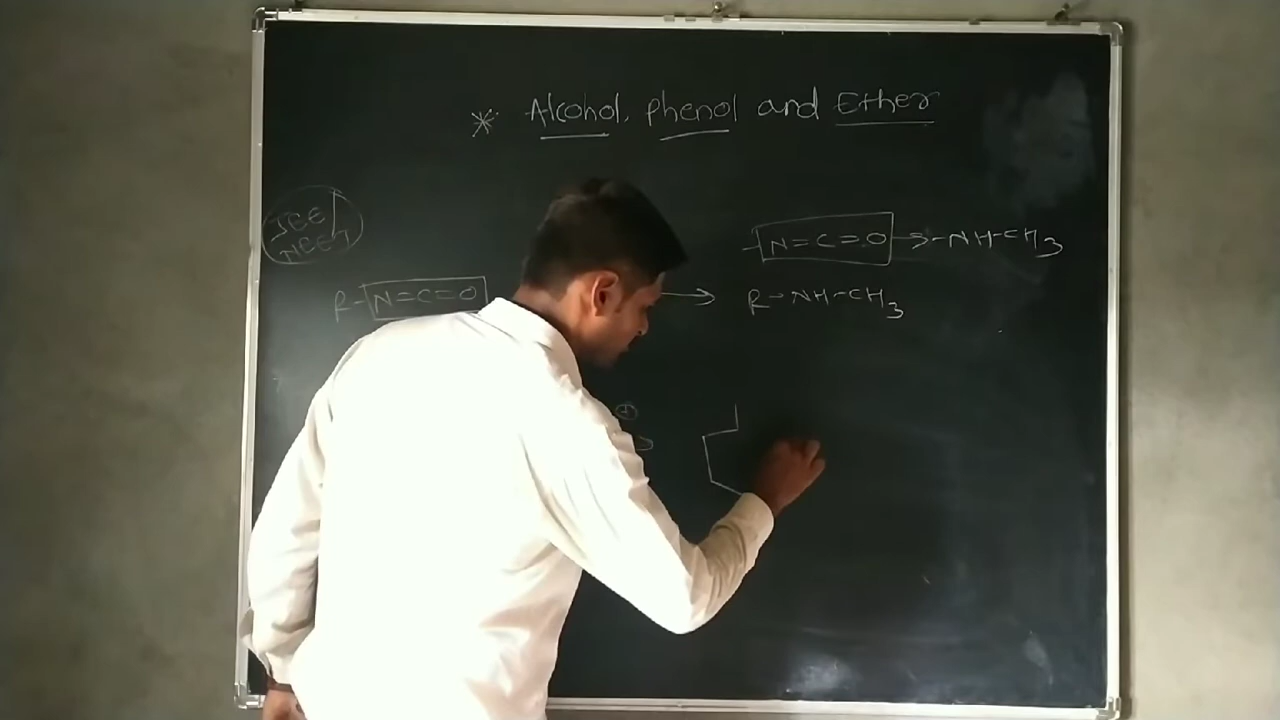 * Alcohol, phenol and Ether
JEE/
NEET
-N=C=O → -NH-CH3
R-N=C=O → R-NH-CH3
⊕